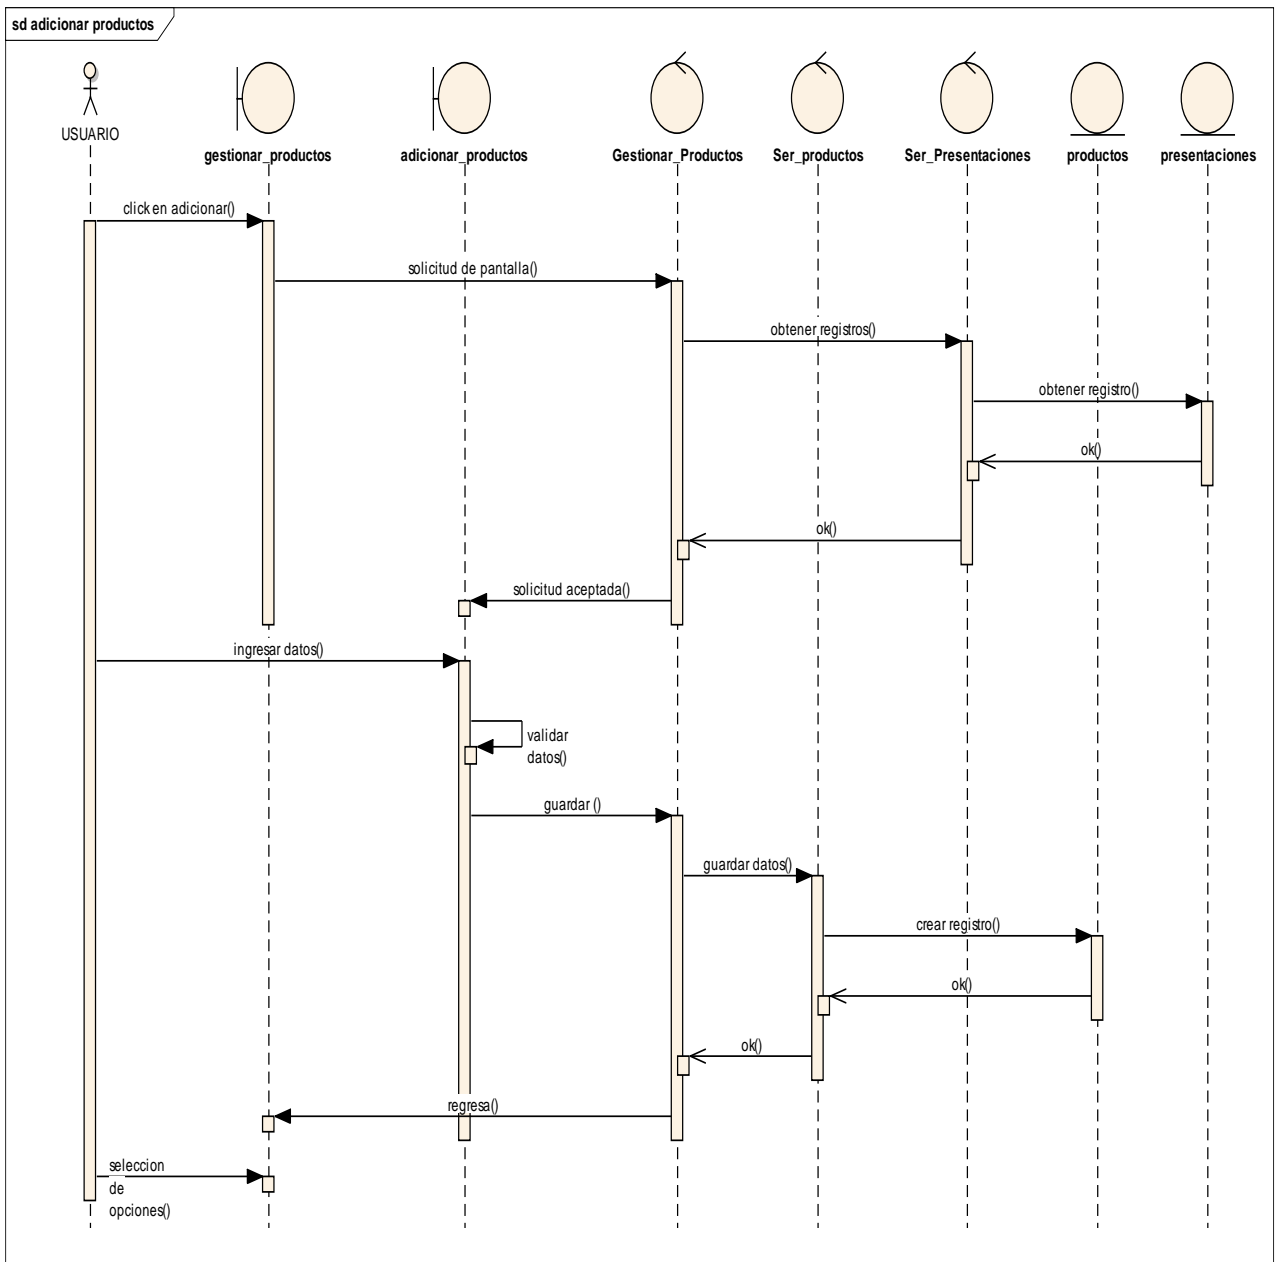 sd adicionar productos
USUARIO
gestionar_productos
adicionar_productos
Gestionar_Productos
Ser_productos
Ser_Presentaciones
productos
presentaciones
click en adicionar()
solicitud de pantalla()
obtener registros()
obtener registro()
ok()
ok()
solicitud aceptada()
ingresar datos()
validar
datos()
guardar ()
guardar datos()
crear registro()
ok()
ok()
regresa()
seleccion
de
opciones()